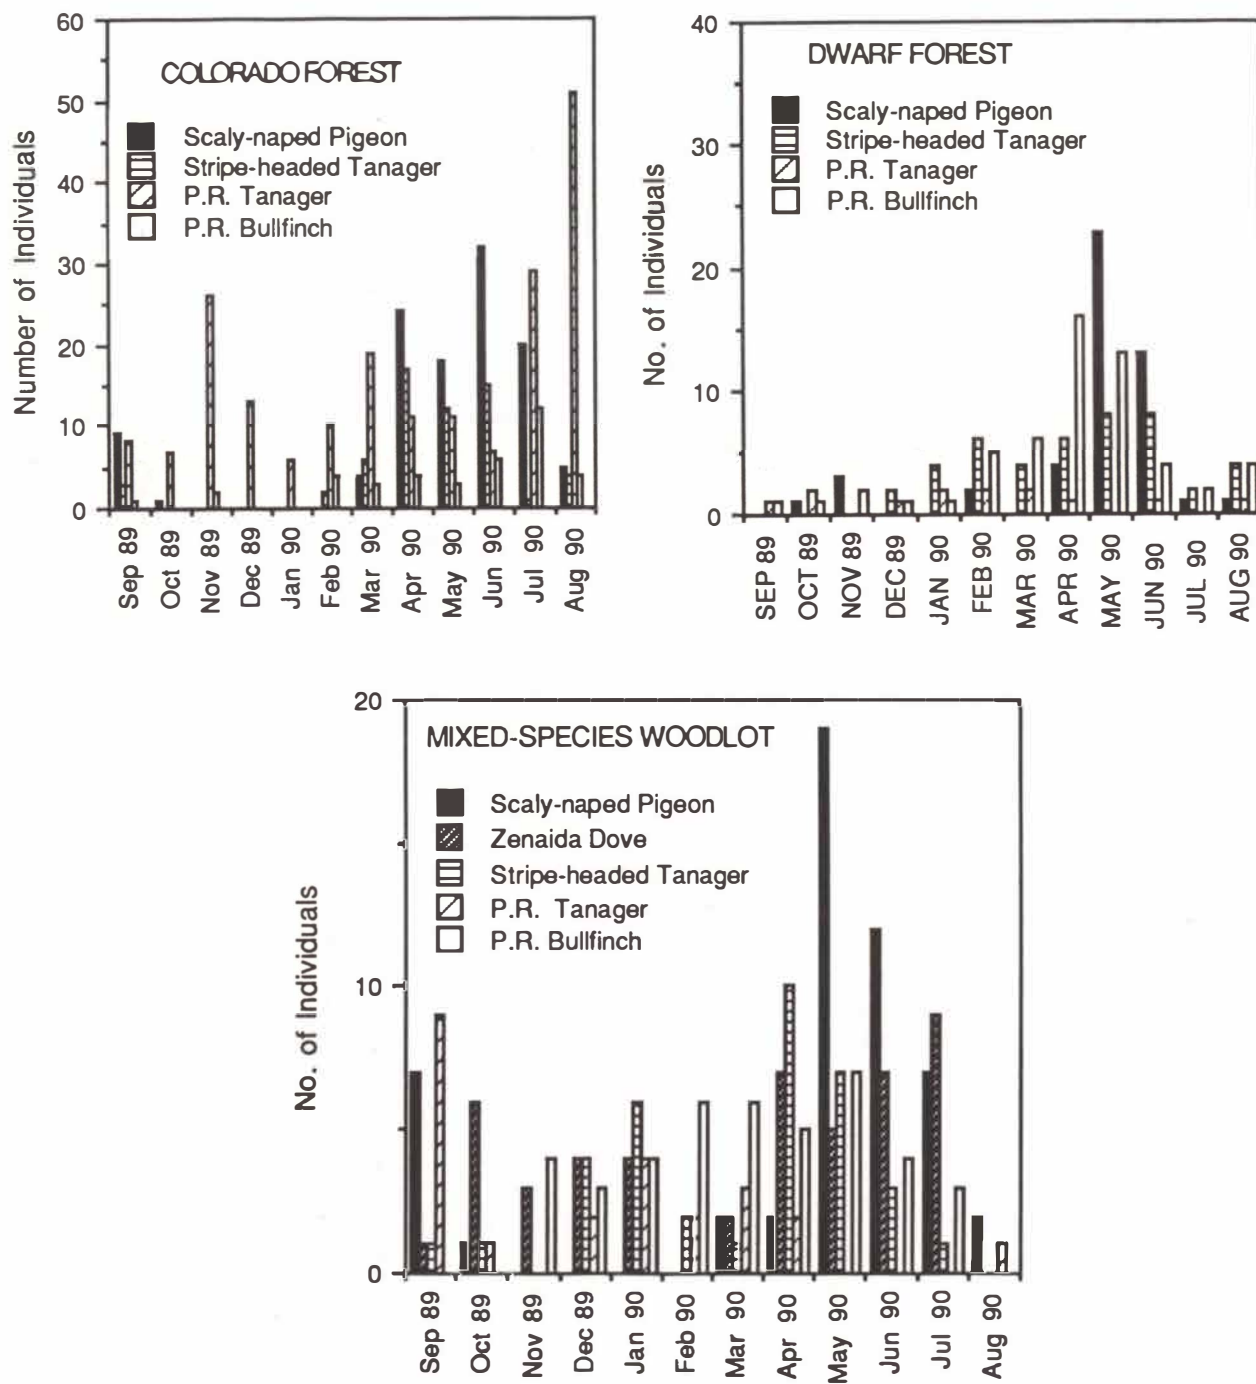 60
50
40
30
20
10
0
Number of Individuals
COLORADO FOREST
Scaly-naped Pigeon
Stripe-headed Tanager
P.R. Tanager
P.R. Bullfinch
Sep 89
Oct 89
Nov 89
Dec 89
Jan 90
Feb 90
Mar 90
Apr 90
May 90
Jun 90
Jul 90
Aug 90
40
30
20
10
0
No. of Individuals
DWARF FOREST
Scaly-naped Pigeon
Stripe-headed Tanager
P.R. Tanager
P.R. Bullfinch
SEP 89
OCT 89
NOV 89
DEC 89
JAN 90
FEB 90
MAR 90
APR 90
MAY 90
JUN 90
JUL 90
AUG 90
20
10
0
No. of Individuals
MIXED-SPECIES WOODLOT
Scaly-naped Pigeon
Zenaida Dove
Stripe-headed Tanager
P.R. Tanager
P.R. Bullfinch
Sep 89
Oct 89
Nov 89
Dec 89
Jan 90
Feb 90
Mar 90
Apr 90
May 90
Jun 90
Jul 90
Aug 90